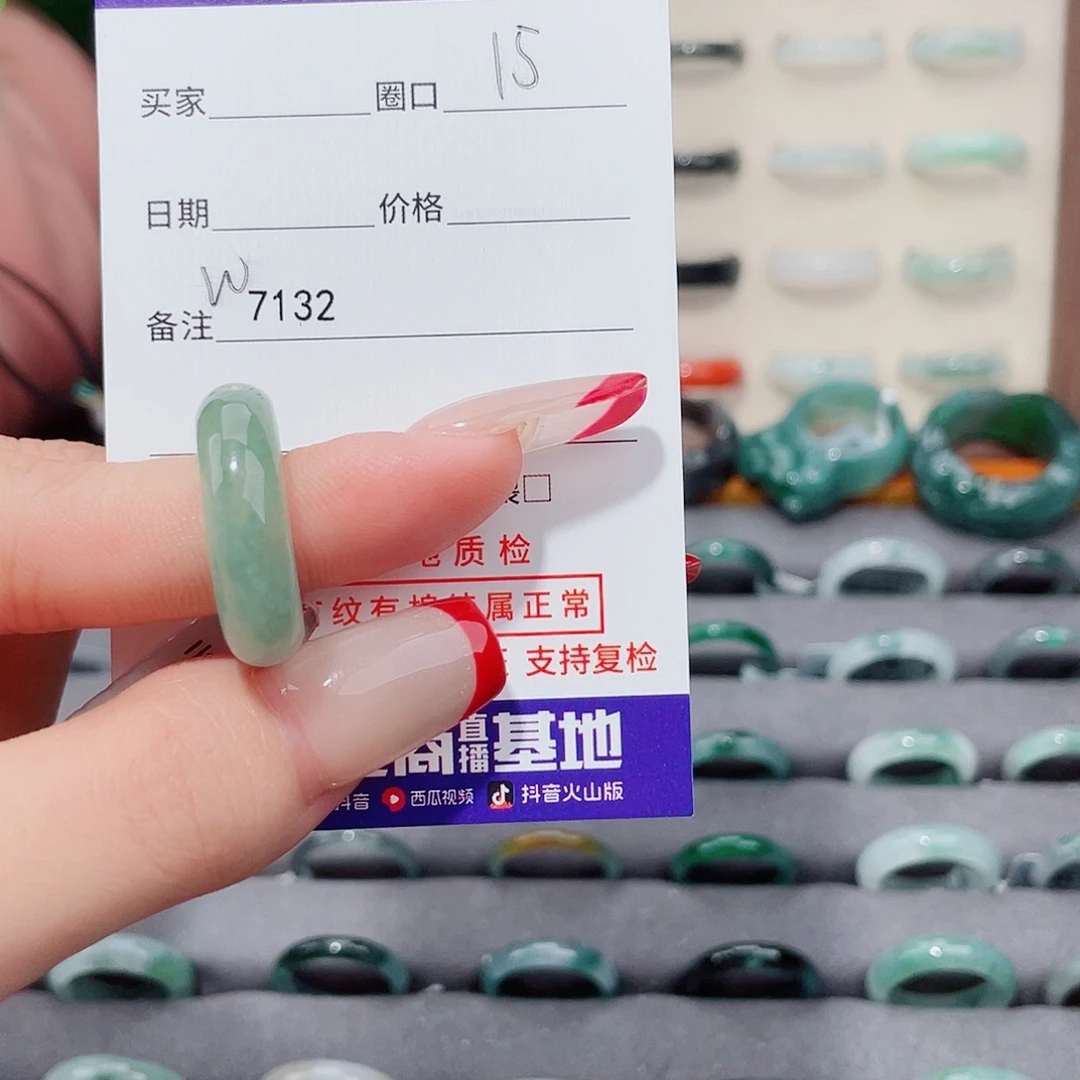 买家 圈口 15
日期 价格
备注 W 7132
□
质检
纹有 属正常
支持复检
直播基地
抖音 西瓜视频 抖音火山版